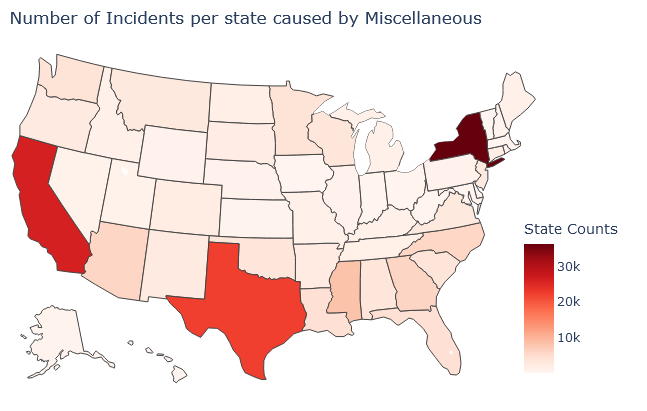 Number of Incidents per state caused by Miscellaneous
State Counts
30k
20k
10k